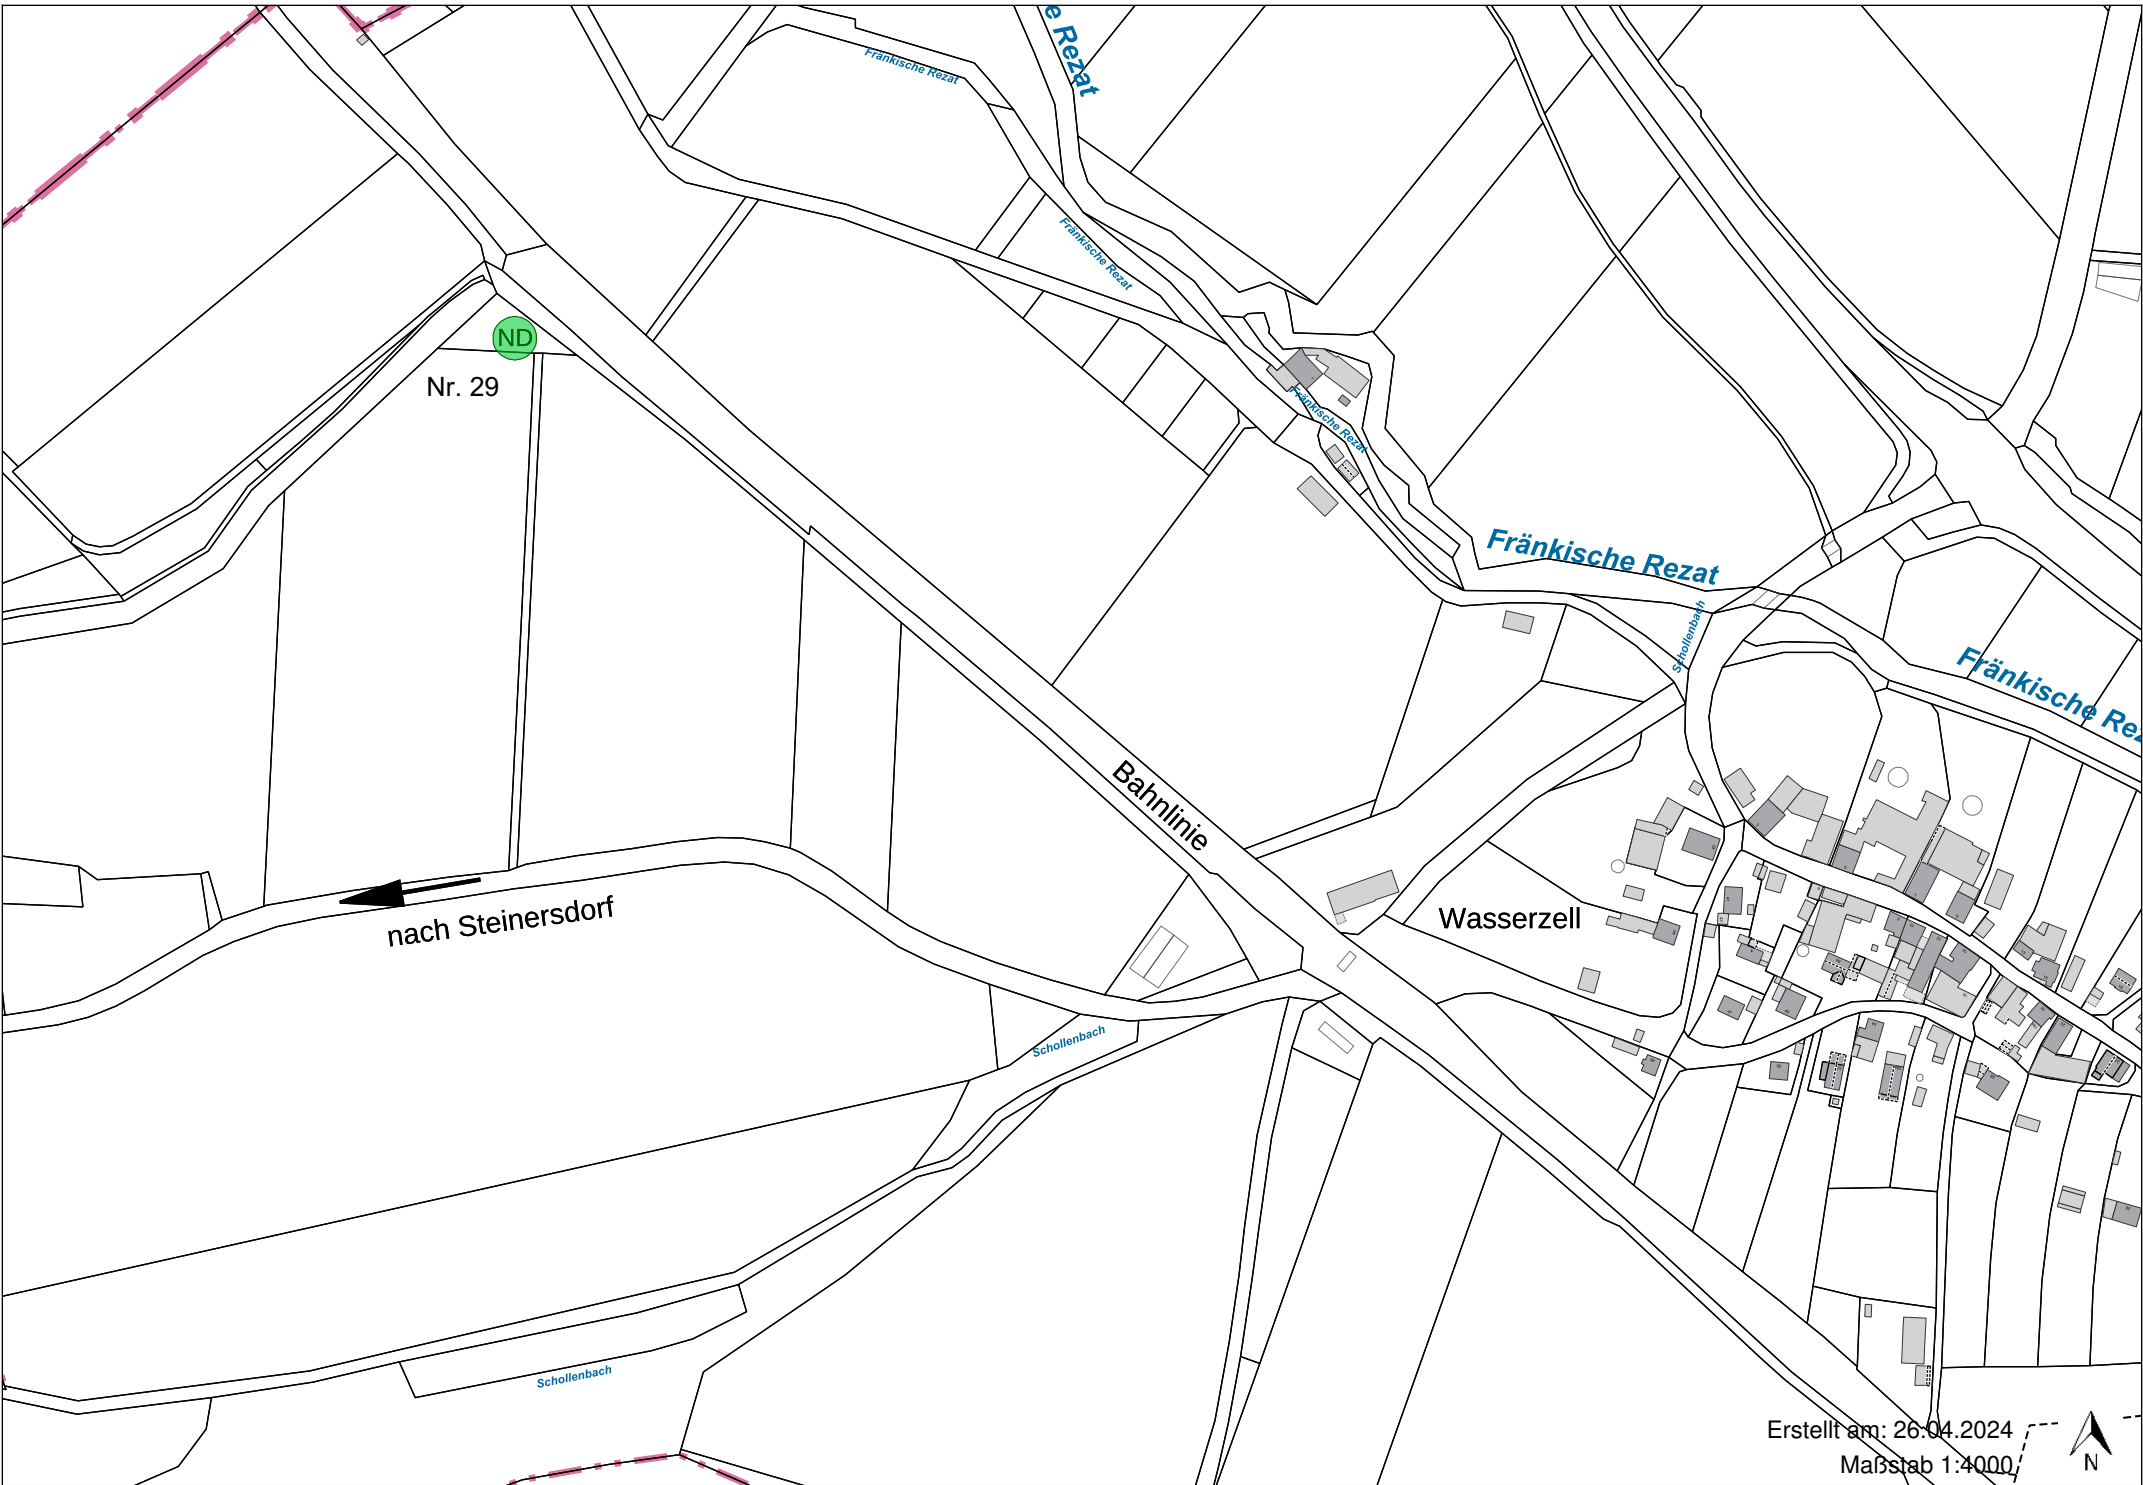 e Rezat
Fränkische Rezat
Fränkische Rezat
ND
Nr. 29
Fränkische Rezat
Fränkische Rezat
Schollenbach
Fränkische Rez
Bahnlinie
nach Steinersdorf
Wasserzell
Schollenbach
Schollenbach
Erstellt am: 26.04.2024
Maßstab 1:4000
N